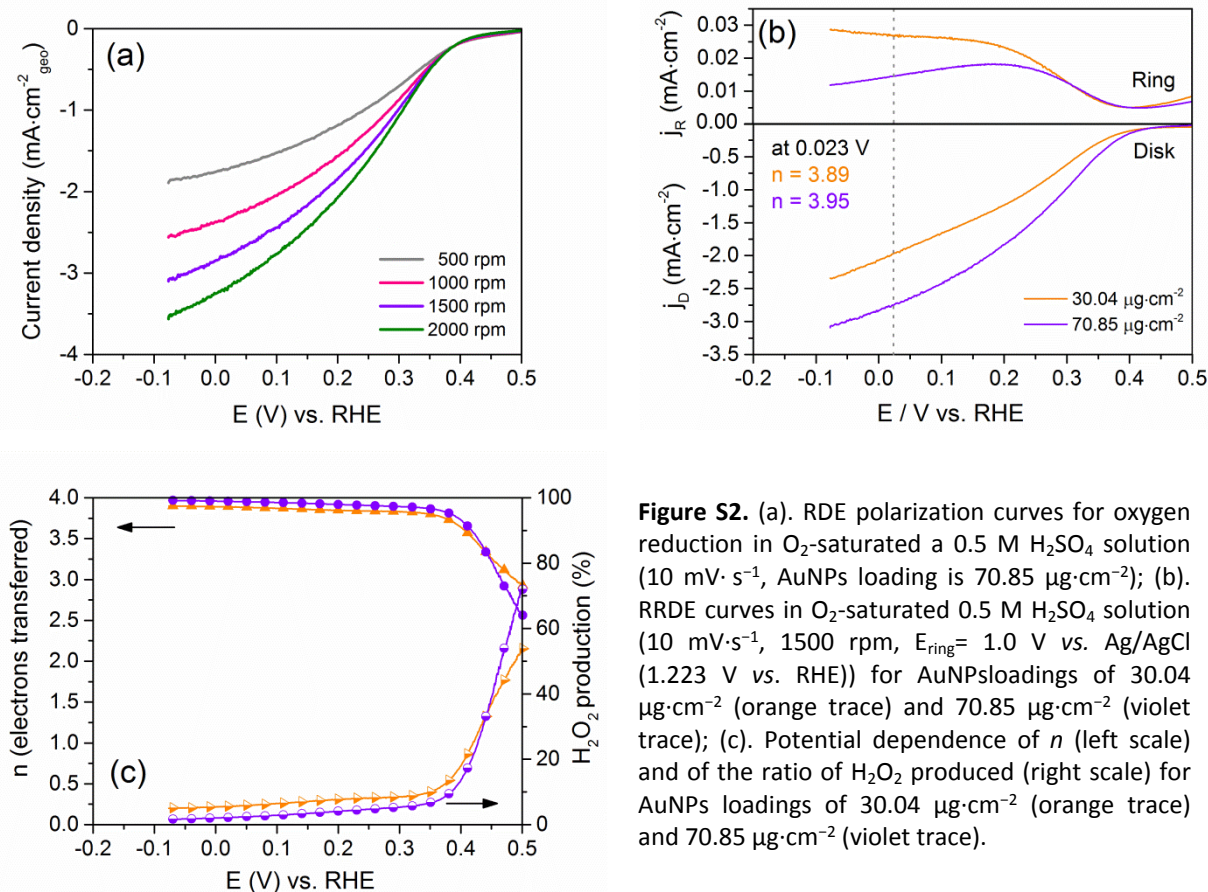 (a)
Current density (mA·cm⁻²geo)
0
-1
-2
-3
-4
500 rpm
1000 rpm
1500 rpm
2000 rpm
-0.2 -0.1 0.0 0.1 0.2 0.3 0.4 0.5
E (V) vs. RHE
(b)
jR (mA·cm⁻²)
0.03
0.02
0.01
0.00
Ring
jD (mA·cm⁻²)
-0.5
-1.0
-1.5
-2.0
-2.5
-3.0
-3.5
Disk
at 0.023 V
n = 3.89
n = 3.95
30.04 µg·cm⁻²
70.85 µg·cm⁻²
-0.2 -0.1 0.0 0.1 0.2 0.3 0.4 0.5
E / V vs. RHE
n (electrons transferred)
4.0
3.5
3.0
2.5
2.0
1.5
1.0
0.5
0.0
(c)
100
80
60
40
20
0
H₂O₂ production (%)
-0.2 -0.1 0.0 0.1 0.2 0.3 0.4 0.5
E (V) vs. RHE
Figure S2. (a). RDE polarization curves for oxygen
reduction in O₂-saturated a 0.5 M H₂SO₄ solution
(10 mV· s⁻¹, AuNPs loading is 70.85 µg·cm⁻²); (b).
RRDE curves in O₂-saturated 0.5 M H₂SO₄ solution
(10 mV·s⁻¹, 1500 rpm, Ering= 1.0 V vs. Ag/AgCl
(1.223 V vs. RHE)) for AuNPsloadings of 30.04
µg·cm⁻² (orange trace) and 70.85 µg·cm⁻² (violet
trace); (c). Potential dependence of n (left scale)
and of the ratio of H₂O₂ produced (right scale) for
AuNPs loadings of 30.04 µg·cm⁻² (orange trace)
and 70.85 µg·cm⁻² (violet trace).